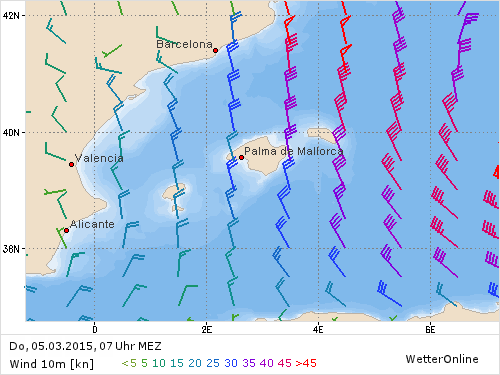 42N
Barcelona
40N
Palma de Mallorca
Valencia
Alicante
38N
0 2E 4E 6E
Do, 05.03.2015, 07 Uhr MEZ
Wind 10m [kn] <5 5 10 15 20 25 30 35 40 45 >45 WetterOnline